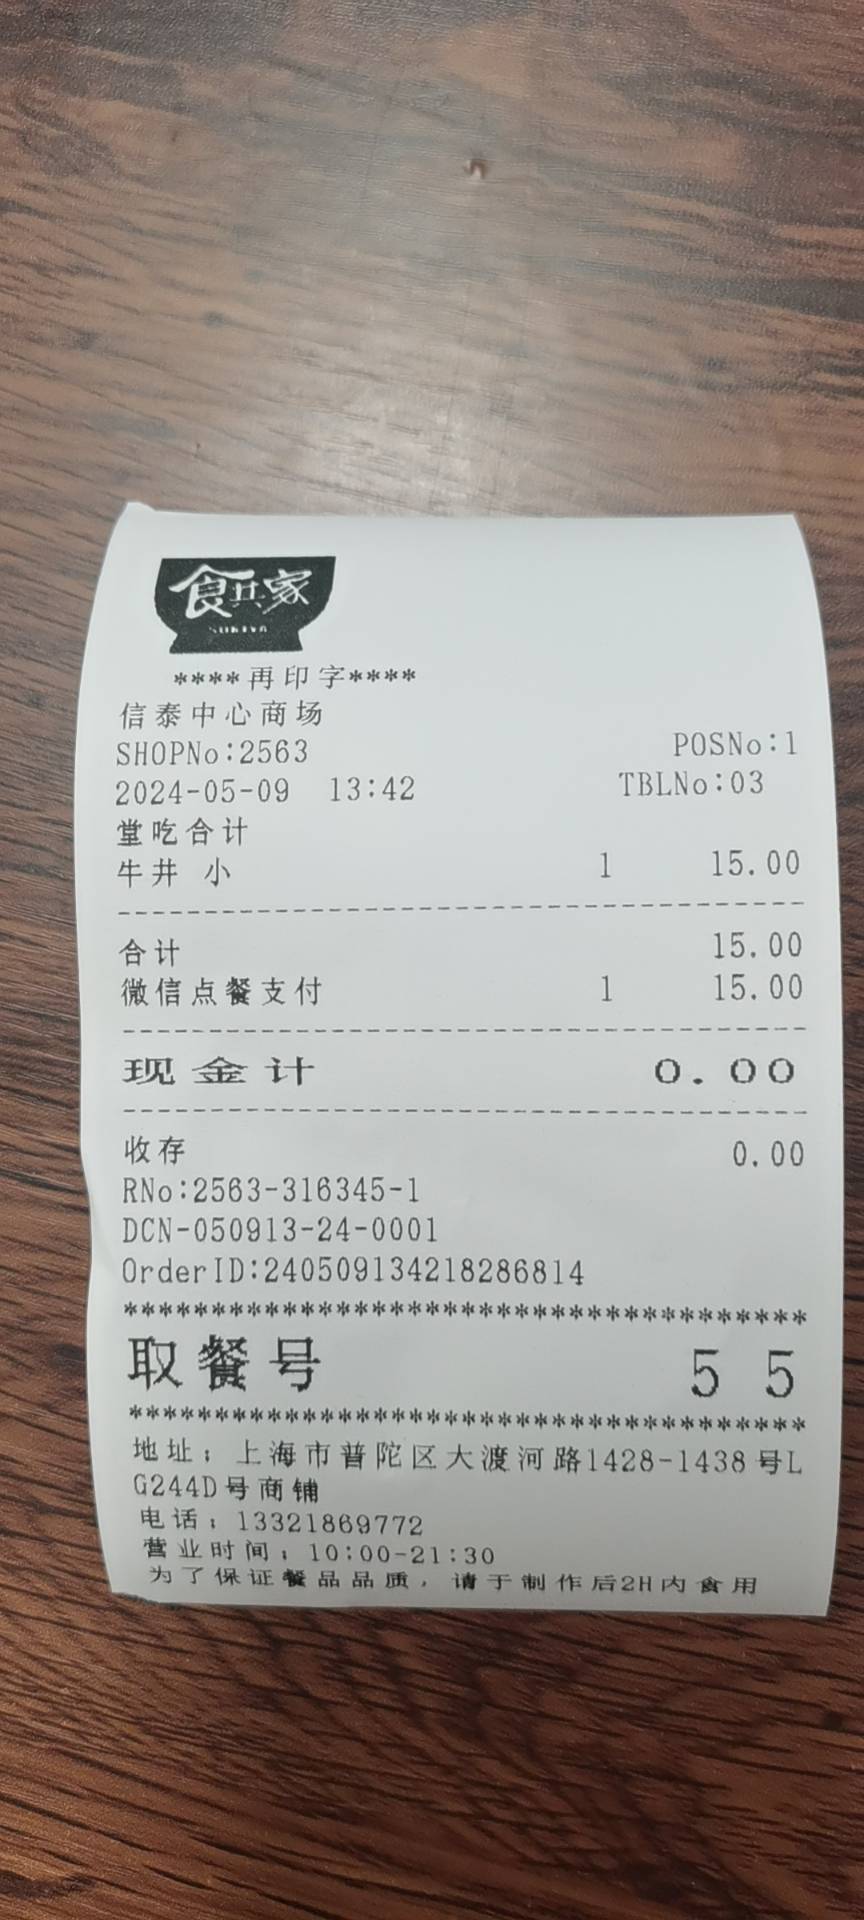 食其家
SUKIYA
****再印字****
信泰中心商场
SHOPNo:2563 POSNo:1
2024-05-09 13:42 TBLNo:03
堂吃合计
牛井 小 1 15.00
合计 15.00
微信点餐支付 1 15.00
现金计 0.00
收存 0.00
RNo:2563-316345-1
DCN-050913-24-0001
OrderID:240509134218286814
***************************************
取餐号 55
***************************************
地址：上海市普陀区大渡河路1428-1438号L
G244D号商铺
电话：13321869772
营业时间：10:00-21:30
为了保证餐品品质，请于制作后2H内食用